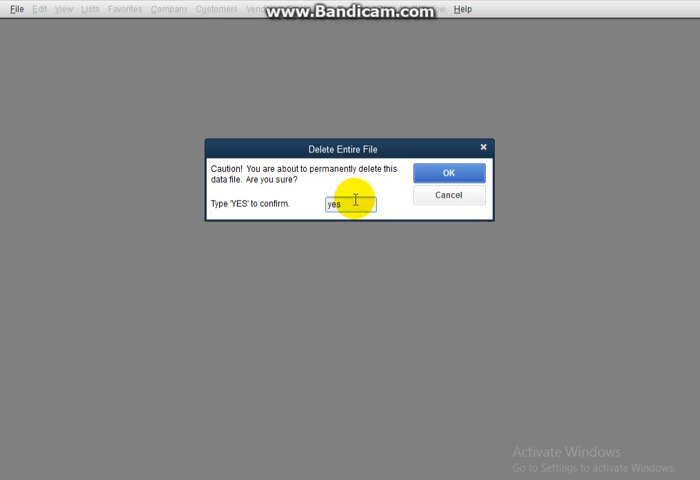 www.Bandicam.com
File Edit View Lists Favorites Company Customers Help
Delete Entire File
Caution! You are about to permanently delete this
data file. Are you sure?
OK
Cancel
Type 'YES' to confirm.
yes
Activate Windows
Go to Settings to activate Windows.